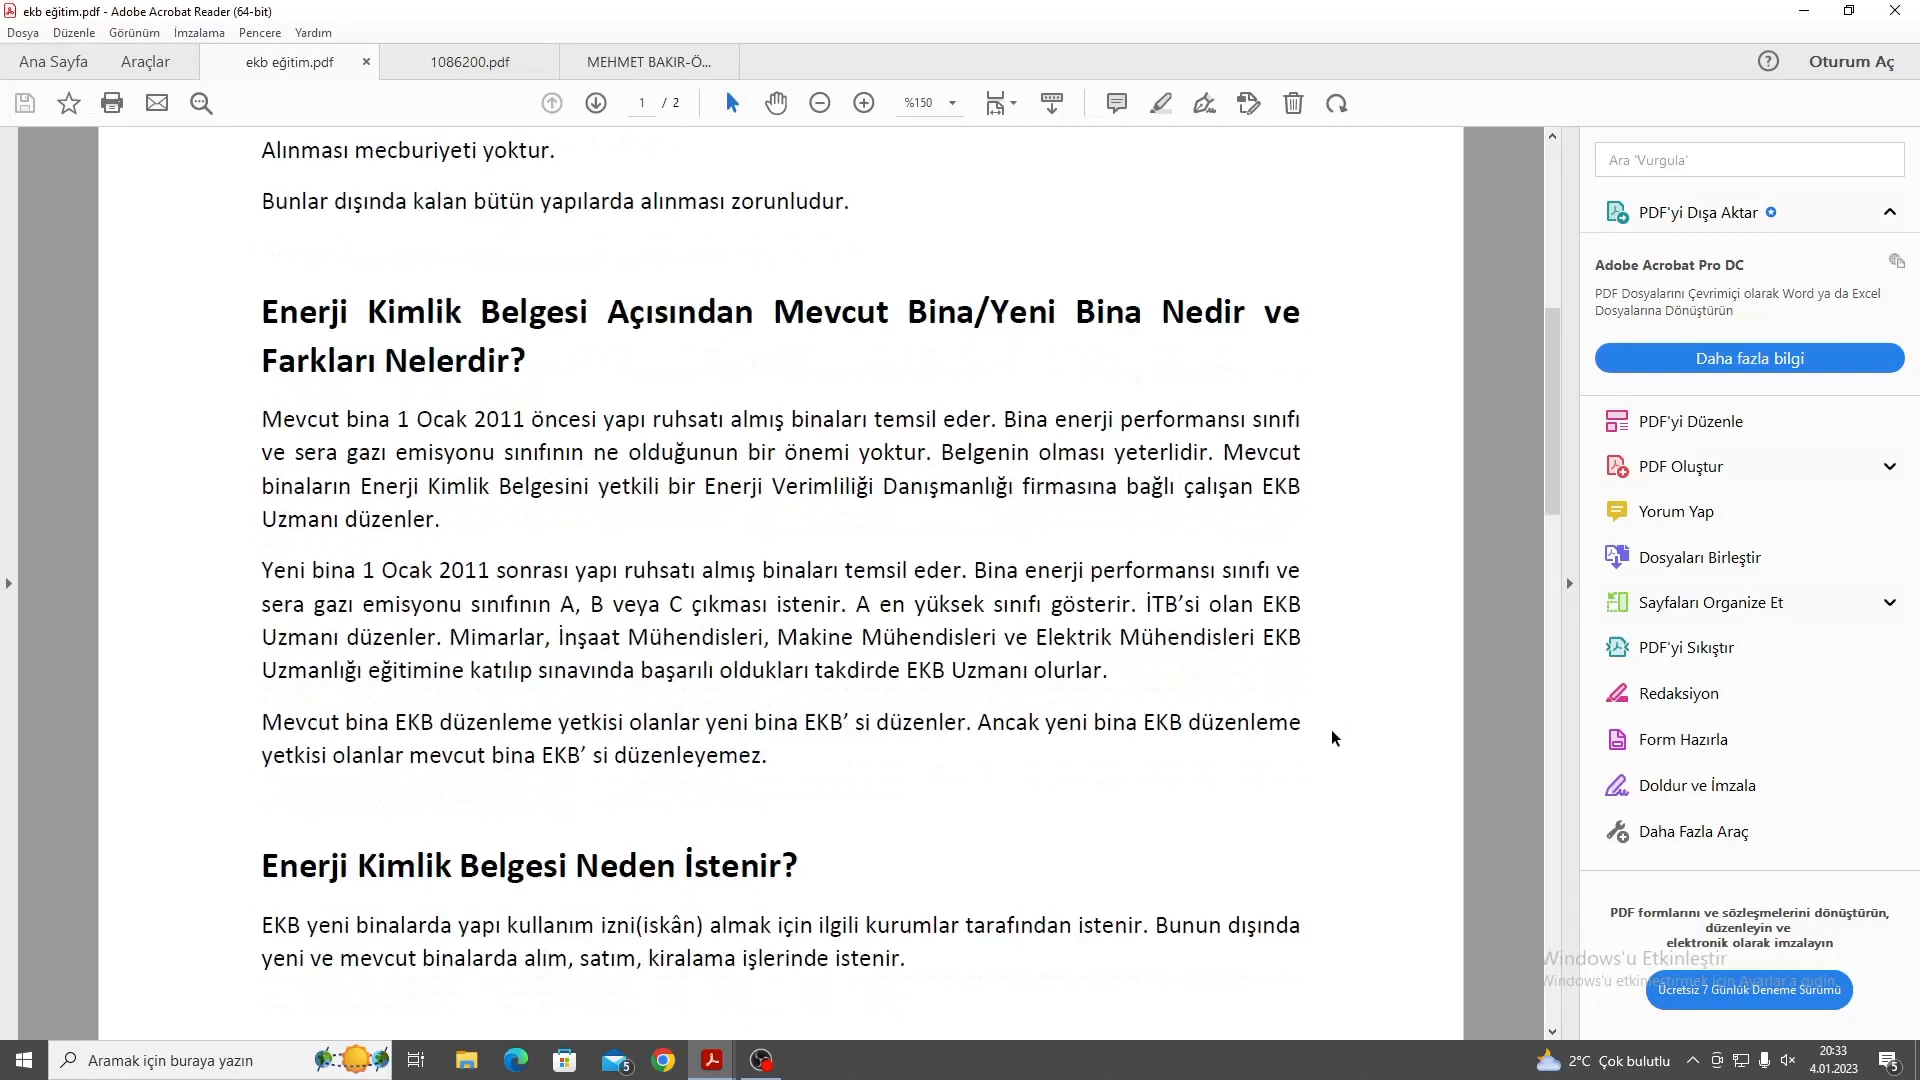 ekb eğitim.pdf - Adobe Acrobat Reader (64-bit)
Dosya Düzenle Görünüm İmzalama Pencere Yardım
Ana Sayfa Araçlar ekb eğitim.pdf 1086200.pdf MEHMET BAKIR-Ö... Oturum Aç
1 / 2 %150
Alınması mecburiyeti yoktur.
Bunlar dışında kalan bütün yapılarda alınması zorunludur.
Enerji Kimlik Belgesi Açısından Mevcut Bina/Yeni Bina Nedir ve
Farkları Nelerdir?
Mevcut bina 1 Ocak 2011 öncesi yapı ruhsatı almış binaları temsil eder. Bina enerji performansı sınıfı
ve sera gazı emisyonu sınıfının ne olduğunun bir önemi yoktur. Belgenin olması yeterlidir. Mevcut
binaların Enerji Kimlik Belgesini yetkili bir Enerji Verimliliği Danışmanlığı firmasına bağlı çalışan EKB
Uzmanı düzenler.
Yeni bina 1 Ocak 2011 sonrası yapı ruhsatı almış binaları temsil eder. Bina enerji performansı sınıfı ve
sera gazı emisyonu sınıfının A, B veya C çıkması istenir. A en yüksek sınıfı gösterir. İTB’si olan EKB
Uzmanı düzenler. Mimarlar, İnşaat Mühendisleri, Makine Mühendisleri ve Elektrik Mühendisleri EKB
Uzmanlığı eğitimine katılıp sınavında başarılı oldukları takdirde EKB Uzmanı olurlar.
Mevcut bina EKB düzenleme yetkisi olanlar yeni bina EKB’ si düzenler. Ancak yeni bina EKB düzenleme
yetkisi olanlar mevcut bina EKB’ si düzenleyemez.
Enerji Kimlik Belgesi Neden İstenir?
EKB yeni binalarda yapı kullanım izni(iskân) almak için ilgili kurumlar tarafından istenir. Bunun dışında
yeni ve mevcut binalarda alım, satım, kiralama işlerinde istenir.
Ara 'Vurgula'
PDF'yi Dışa Aktar
Adobe Acrobat Pro DC
PDF Dosyalarını Çevrimiçi olarak Word ya da Excel
Dosyalarına Dönüştürün
Daha fazla bilgi
PDF'yi Düzenle
PDF Oluştur
Yorum Yap
Dosyaları Birleştir
Sayfaları Organize Et
PDF'yi Sıkıştır
Redaksiyon
Form Hazırla
Doldur ve İmzala
Daha Fazla Araç
PDF formlarını ve sözleşmelerini dönüştürün,
düzenleyin ve
elektronik olarak imzalayın
Windows'u Etkinleştir
Windows'u etkinleştirmek için Ayarlar'a gidin.
Ücretsiz 7 Günlük Deneme Sürümü
Aramak için buraya yazın 5 2°C Çok bulutlu 20:33
4.01.2023 5